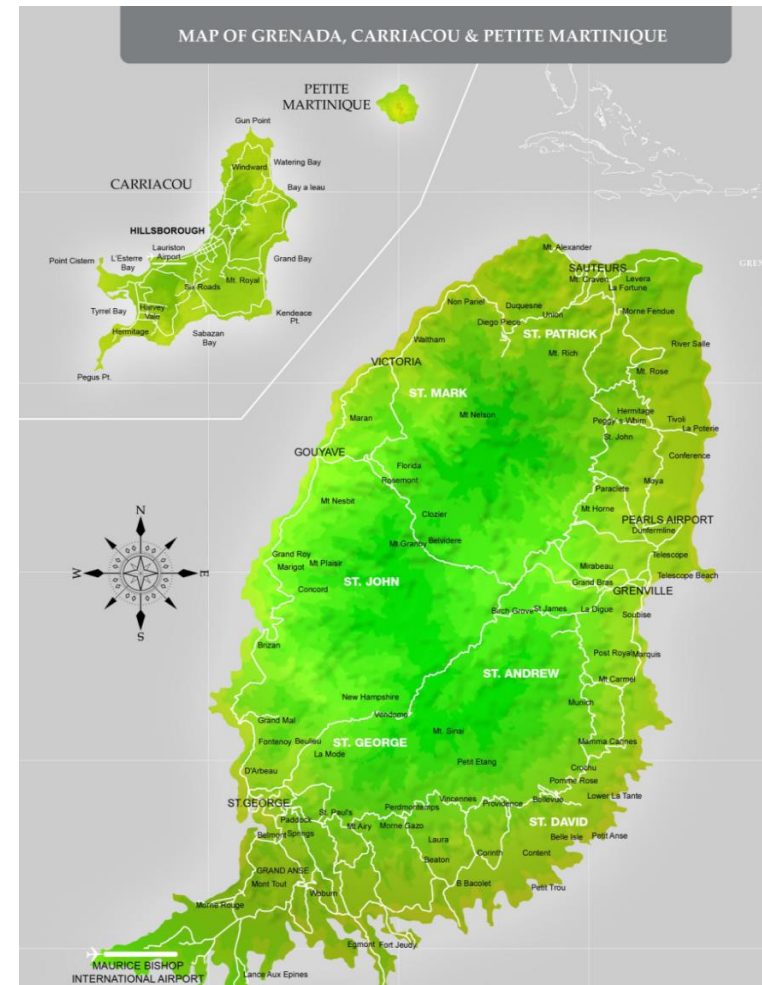 MAP OF GRENADA, CARRIACOU & PETITE MARTINIQUE
PETITE
MARTINIQUE
Gun Point
Windward
Watering Bay
CARRIACOU
Bay a leau
HILLSBOROUGH
Lauriston
Airport
Point Cistern
L'Esterre
Bay
Grand Bay
Six Roads
Mt. Royal
Tyrrel Bay
Harvey
Vale
Kendeace
Pt.
Hermitage
Sabazan
Bay
Pegus Pt.
Mt. Alexander
GREN
SAUTEURS
Mt. Craven
Levera
La Fortune
Non Pariel
Duquesne
Union
Morne Fendue
Diego Piece
ST. PATRICK
Waltham
River Salle
Mt. Rich
VICTORIA
Mt. Rose
ST. MARK
Maran
Mt Nelson
Hermitage
Peggy's Whim
Tivoli
La Poterie
St. John
GOUYAVE
Conference
Florida
Rosemont
Moya
Mt Nesbit
Paraclete
Clozier
Mt Horne
PEARLS AIRPORT
Dunfermline
N
W
E
S
Mt Granby
Belvidere
Grand Roy
Mt Plaisir
Marigot
Telescope
Mirabeau
Telescope Beach
ST. JOHN
Grand Bras
Concord
GRENVILLE
Birch Grove
St James
La Digue
Soubise
Brizan
Post Royal
Marquis
ST. ANDREW
Mt Carmel
New Hampshire
Munich
Vendome
Grand Mal
Mt. Sinai
Fontenoy
Beulieu
ST. GEORGE
Mamma Cannes
La Mode
Petit Etang
D'Arbeau
Crochu
Pomme Rose
ST.GEORGE
Vincennes
Providence
Bellevue
Lower La Tante
St. Paul's
Perdmontemps
Paddock
Mt Airy
Morne Gazo
ST. DAVID
Belmont
Springs
Laura
Belle Isle
Petit Anse
Beaton
Corinth
Content
GRAND ANSE
Mont Tout
Woburn
B Bacolet
Petit Trou
Morne Rouge
Egmont
Fort Jeudy
MAURICE BISHOP
INTERNATIONAL AIRPORT
Lance Aux Epines